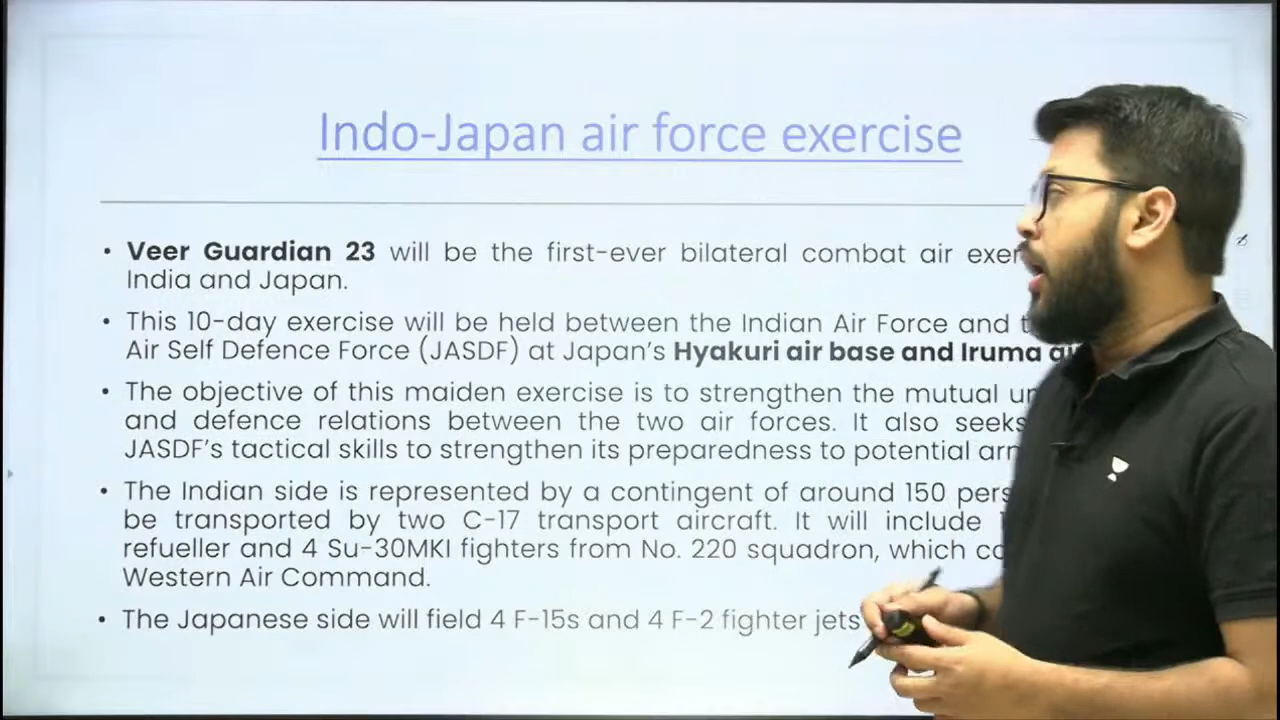 Indo-Japan air force exercise
• Veer Guardian 23 will be the first-ever bilateral combat air
India and Japan.
• This 10-day exercise will be held between the Indian Air Force and
Air Self Defence Force (JASDF) at Japan's Hyakuri air base and Iruma
• The objective of this maiden exercise is to strengthen the mutual
and defence relations between the two air forces. It also seeks
JASDF's tactical skills to strengthen its preparedness to potential
• The Indian side is represented by a contingent of around 150
be transported by two C-17 transport aircraft. It will include
refueller and 4 Su-30MKI fighters from No. 220 squadron, which
Western Air Command.
• The Japanese side will field 4 F-15s and 4 F-2 fighter jets